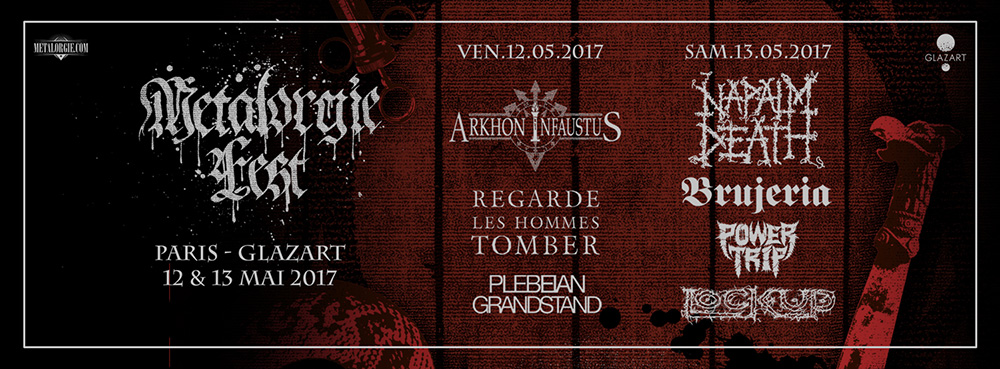 METALORGIE.COM
Metalorgie
Fest
PARIS - GLAZART
12 & 13 MAI 2017
VEN.12.05.2017
ARKHON INFAUSTUS
REGARDE
LES HOMMES
TOMBER
PLEBEIAN
GRANDSTAND
SAM.13.05.2017
NAPALM
DEATH
Brujeria
POWER
TRIP
LOCK UP
GLAZART